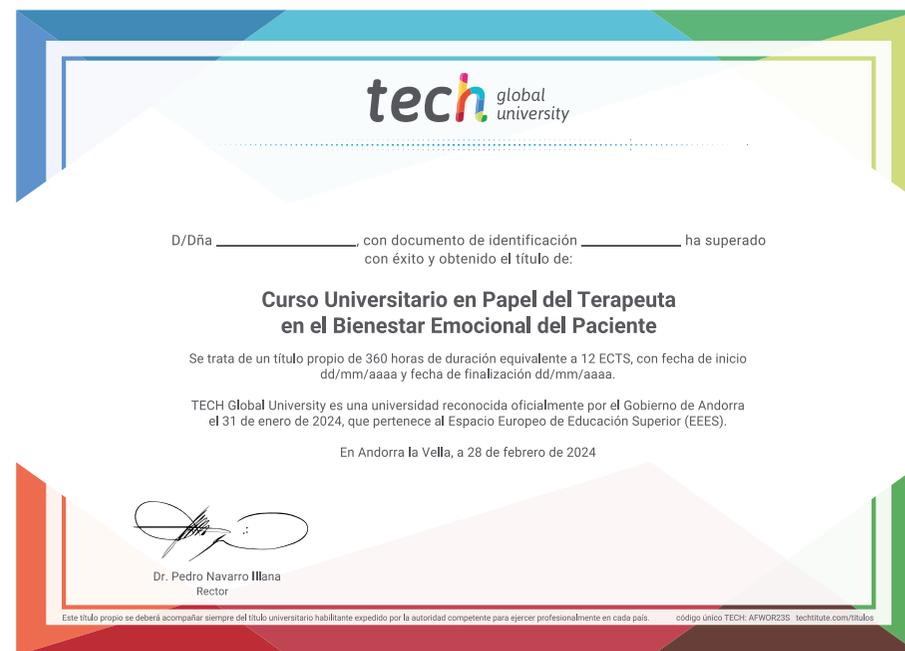 tech global university
D/Dña ________________, con documento de identificación ____________ ha superado
con éxito y obtenido el título de:
Curso Universitario en Papel del Terapeuta
en el Bienestar Emocional del Paciente
Se trata de un título propio de 360 horas de duración equivalente a 12 ECTS, con fecha de inicio
dd/mm/aaaa y fecha de finalización dd/mm/aaaa.
TECH Global University es una universidad reconocida oficialmente por el Gobierno de Andorra
el 31 de enero de 2024, que pertenece al Espacio Europeo de Educación Superior (EEES).
En Andorra la Vella, a 28 de febrero de 2024
Dr. Pedro Navarro Illana
Rector
Este título propio se deberá acompañar siempre del título universitario habilitante expedido por la autoridad competente para ejercer profesionalmente en cada país. código único TECH: AFWOR23S techtitute.com/titulos